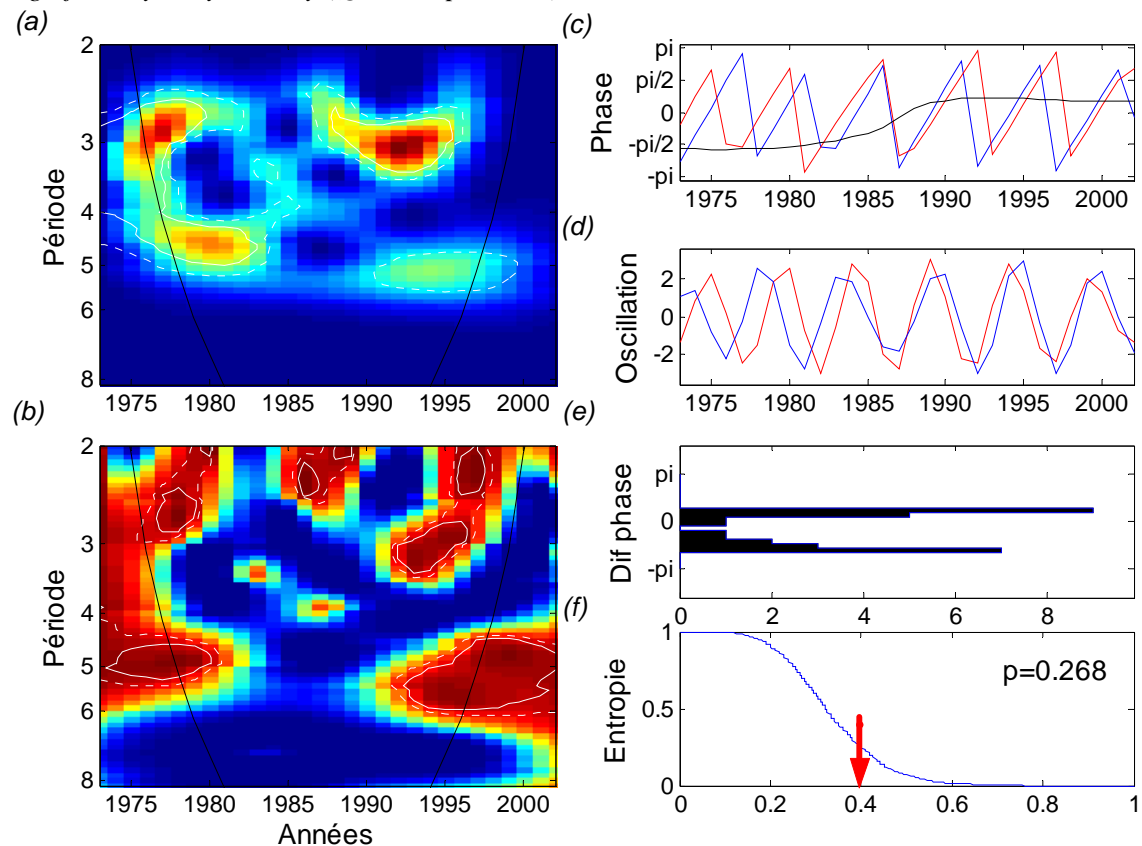 (a)
2
3
4
5
6
8
Période
1975 1980 1985 1990 1995 2000
(b)
2
3
4
5
6
8
Période
1975 1980 1985 1990 1995 2000
Années
(c)
pi
pi/2
0
-pi/2
-pi
Phase
1975 1980 1985 1990 1995 2000
(d)
2
0
-2
Oscillation
1975 1980 1985 1990 1995 2000
(e)
pi
0
-pi
Dif phase
0 2 4 6 8
(f)
1
0.5
0
Entropie
p=0.268
0 0.2 0.4 0.6 0.8 1